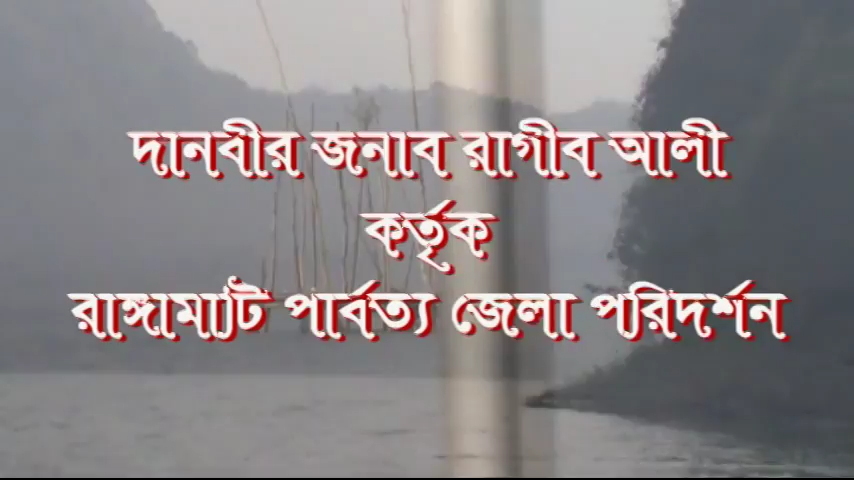 দানবীর জনাব রাগীব আলী
কর্তৃক
রাঙ্গামাটি পার্বত্য জেলা পরিদর্শন